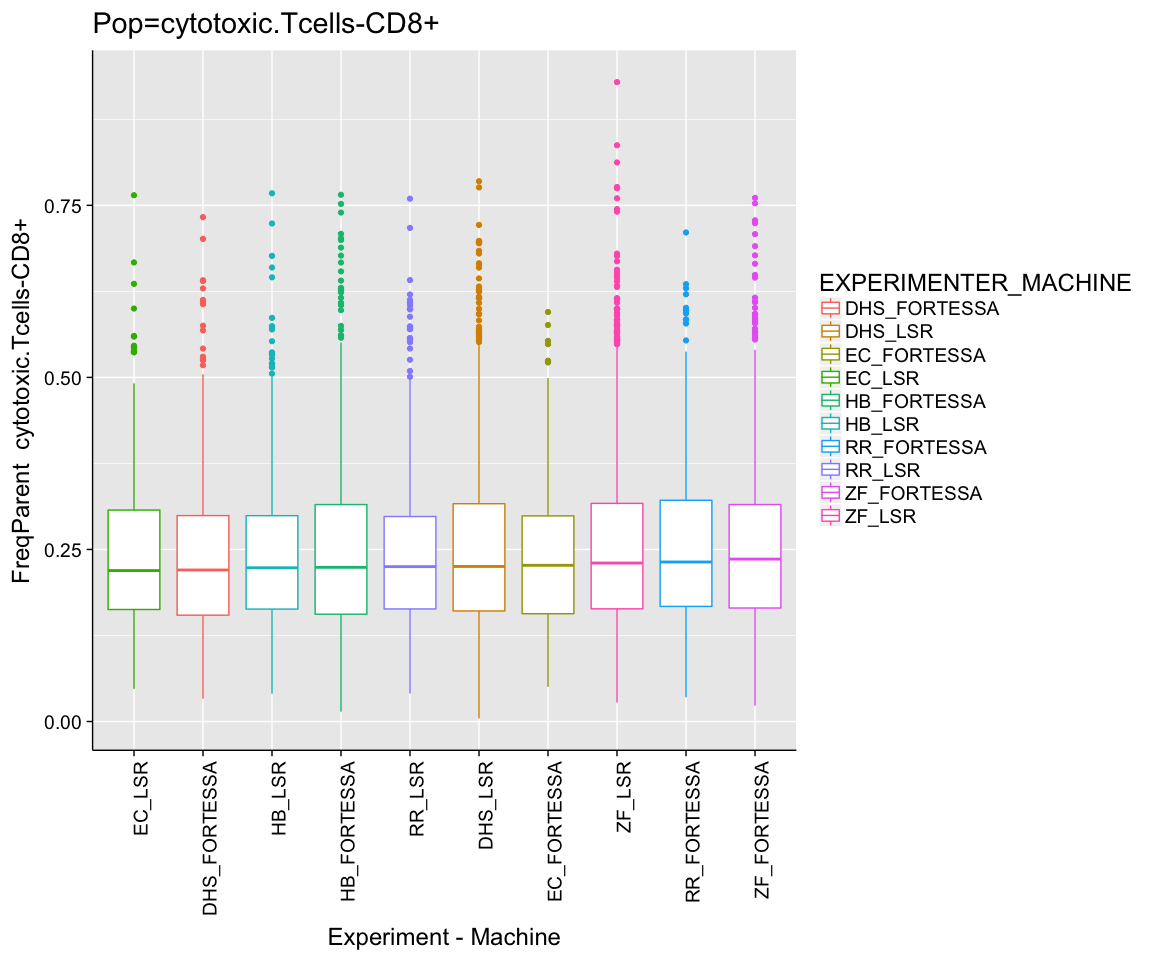 Pop=cytotoxic.Tcells-CD8+
FreqParent  cytotoxic.Tcells-CD8+
0.75
0.50
0.25
0.00
EC_LSR
DHS_FORTESSA
HB_LSR
HB_FORTESSA
RR_LSR
DHS_LSR
EC_FORTESSA
ZF_LSR
RR_FORTESSA
ZF_FORTESSA
Experiment - Machine
EXPERIMENTER_MACHINE
DHS_FORTESSA
DHS_LSR
EC_FORTESSA
EC_LSR
HB_FORTESSA
HB_LSR
RR_FORTESSA
RR_LSR
ZF_FORTESSA
ZF_LSR